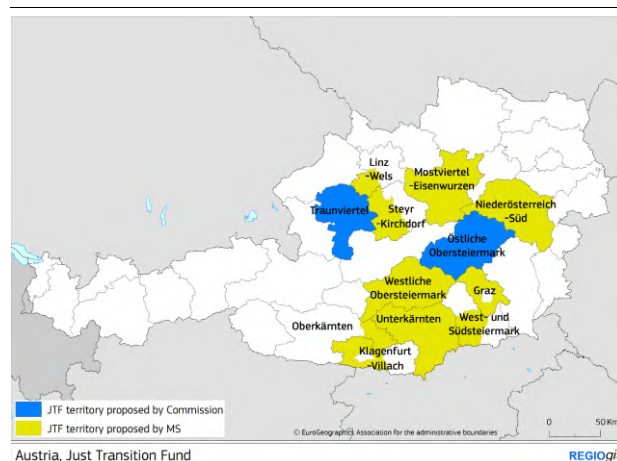 Linz
-Wels
Mostviertel
-Eisenwurzen
Traunviertel
Steyr
-Kirchdorf
Niederösterreich
-Süd
Östliche
Obersteiermark
Westliche
Obersteiermark
Graz
Oberkärnten
Unterkärnten
West- und
Südsteiermark
Klagenfurt
-Villach
JTF territory proposed by Commission
JTF territory proposed by MS
© EuroGeographics Association for the administrative boundaries
0 50 Km
Austria, Just Transition Fund
REGIOgis